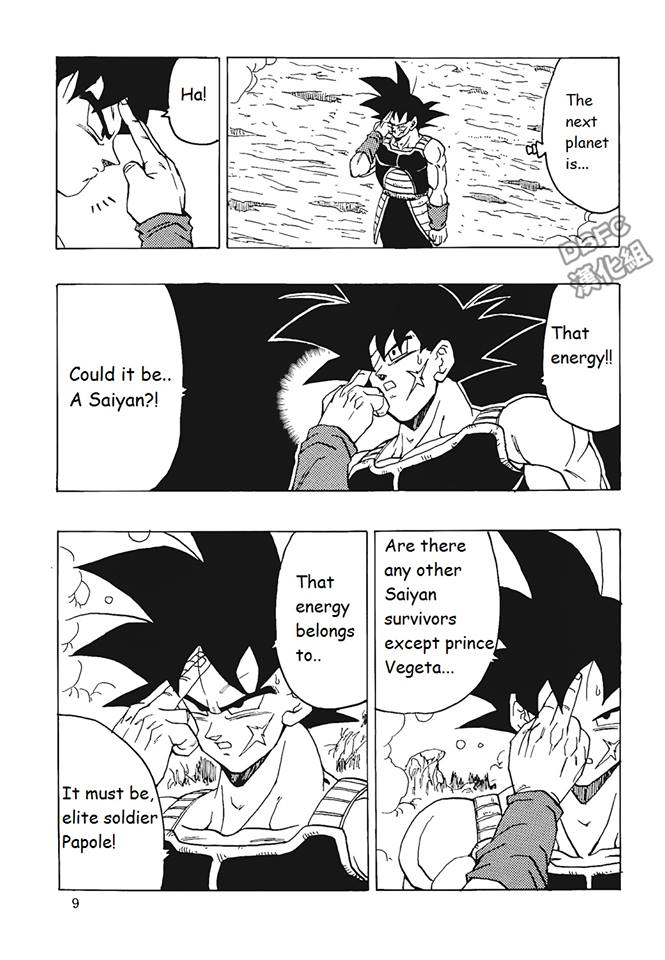 The
next
planet
is...
Ha!
DBFC
漢化組
That
energy!!
Could it be..
A Saiyan?!
Are there
any other
Saiyan
survivors
except prince
Vegeta...
That
energy
belongs
to..
It must be,
elite soldier
Papole!
9